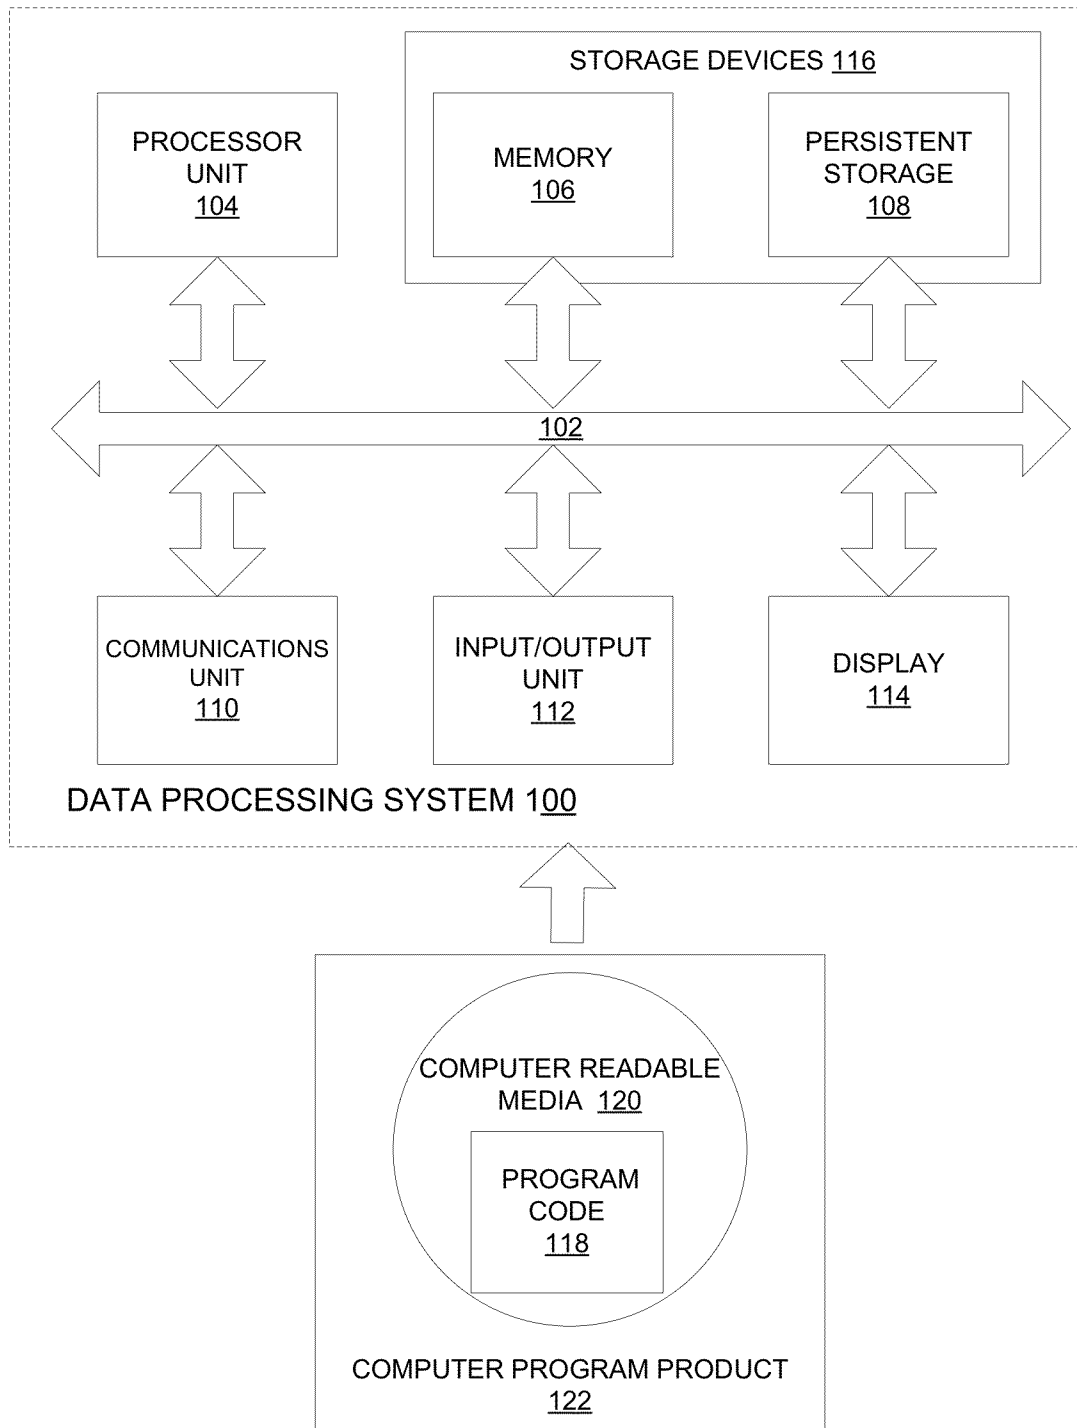 STORAGE DEVICES 116
PROCESSOR
UNIT
104
MEMORY
106
PERSISTENT
STORAGE
108
102
COMMUNICATIONS
UNIT
110
INPUT/OUTPUT
UNIT
112
DISPLAY
114
DATA PROCESSING SYSTEM 100
COMPUTER READABLE
MEDIA 120
PROGRAM
CODE
118
COMPUTER PROGRAM PRODUCT
122